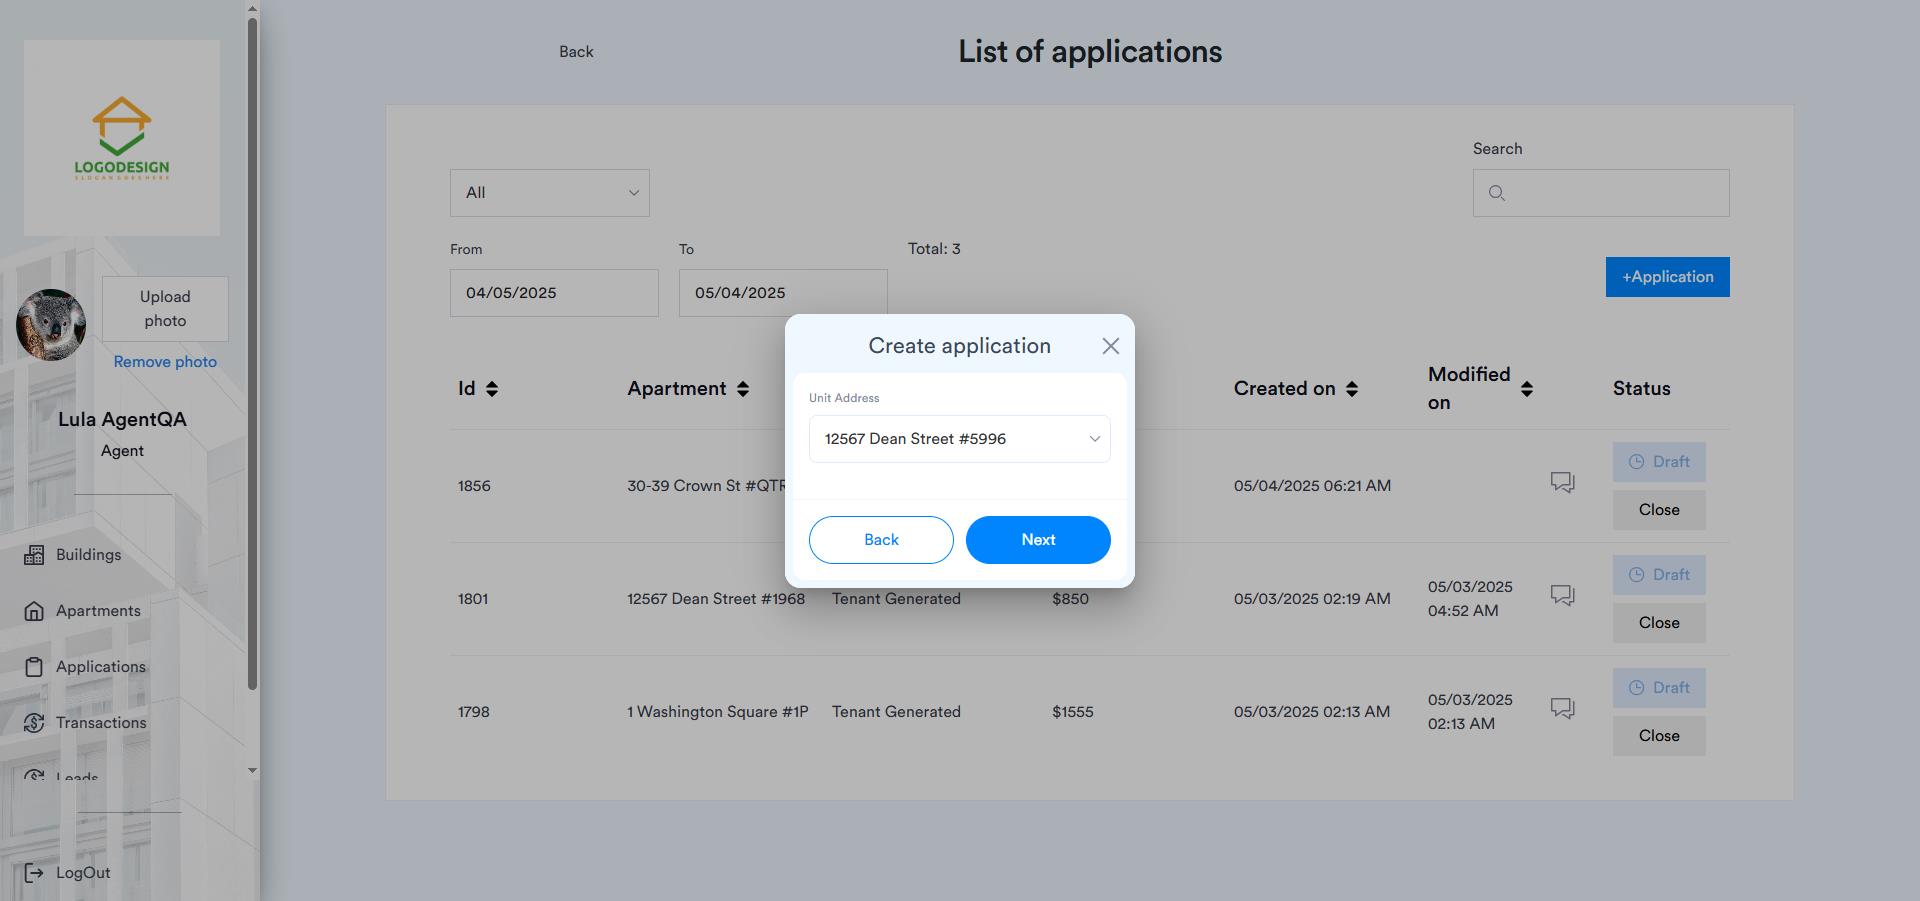 LOGODESIGN
SLOGAN GOES HERE
Upload
photo
Remove photo
Lula AgentQA
Agent
Buildings
Apartments
Applications
Transactions
Leads
LogOut
Back
List of applications
Search
All
From
To
Total: 3
04/05/2025
05/04/2025
+Application
Create application
Unit Address
12567 Dean Street #5996
Back
Next
Id
Apartment
Created on
Modified
on
Status
1856
30-39 Crown St #QTR
05/04/2025 06:21 AM
Draft
Close
1801
12567 Dean Street #1968
Tenant Generated
$850
05/03/2025 02:19 AM
05/03/2025
04:52 AM
Draft
Close
1798
1 Washington Square #1P
Tenant Generated
$1555
05/03/2025 02:13 AM
05/03/2025
02:13 AM
Draft
Close